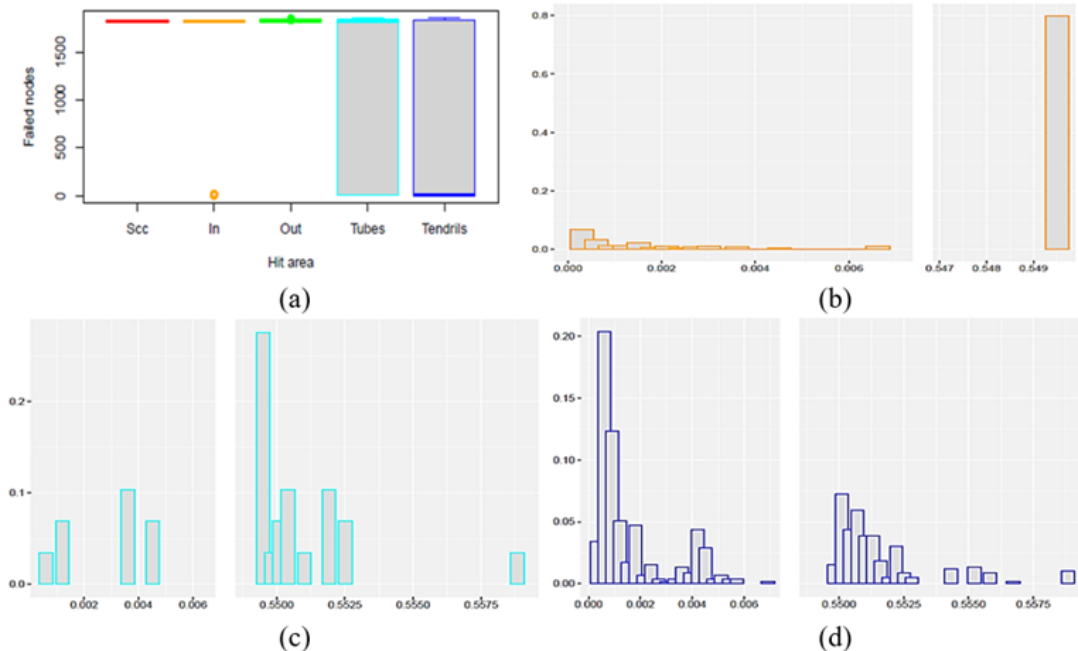 Failed nodes
1500
1000
500
0
Scc In Out Tubes Tendrils
Hit area
(a)
0.8
0.6
0.4
0.2
0.0
0.000 0.002 0.004 0.006 0.547 0.548 0.549
(b)
0.2
0.1
0.0
0.002 0.004 0.006 0.5500 0.5525 0.5550 0.5575
(c)
0.20
0.15
0.10
0.05
0.00
0.000 0.002 0.004 0.006 0.5500 0.5525 0.5550 0.5575
(d)